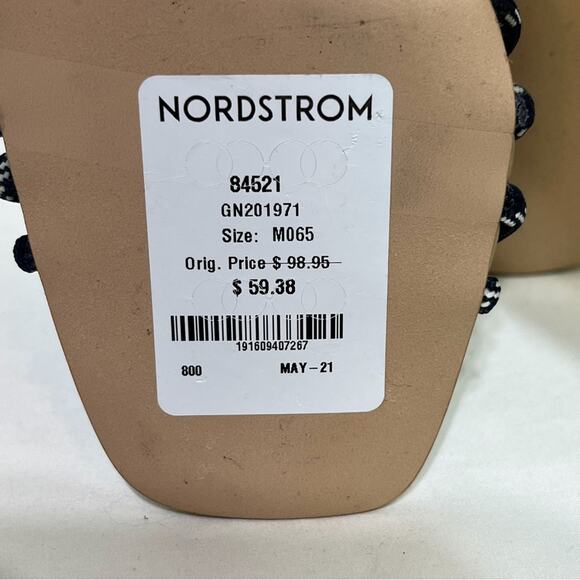 NORDSTROM
84521
GN201971
Size: M065
Orig. Price $ 98.95
$ 59.38
191609407267
800 MAY-21